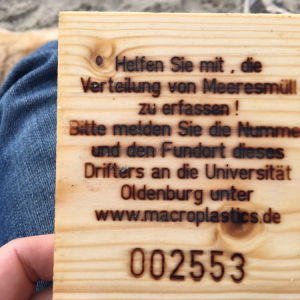 Helfen Sie mit, die
Verteilung von Meeresmüll
zu erfassen!
Bitte melden Sie die Numme
und den Fundort dieses
Drifters an die Universität
Oldenburg unter
www.macroplastics.de
002553